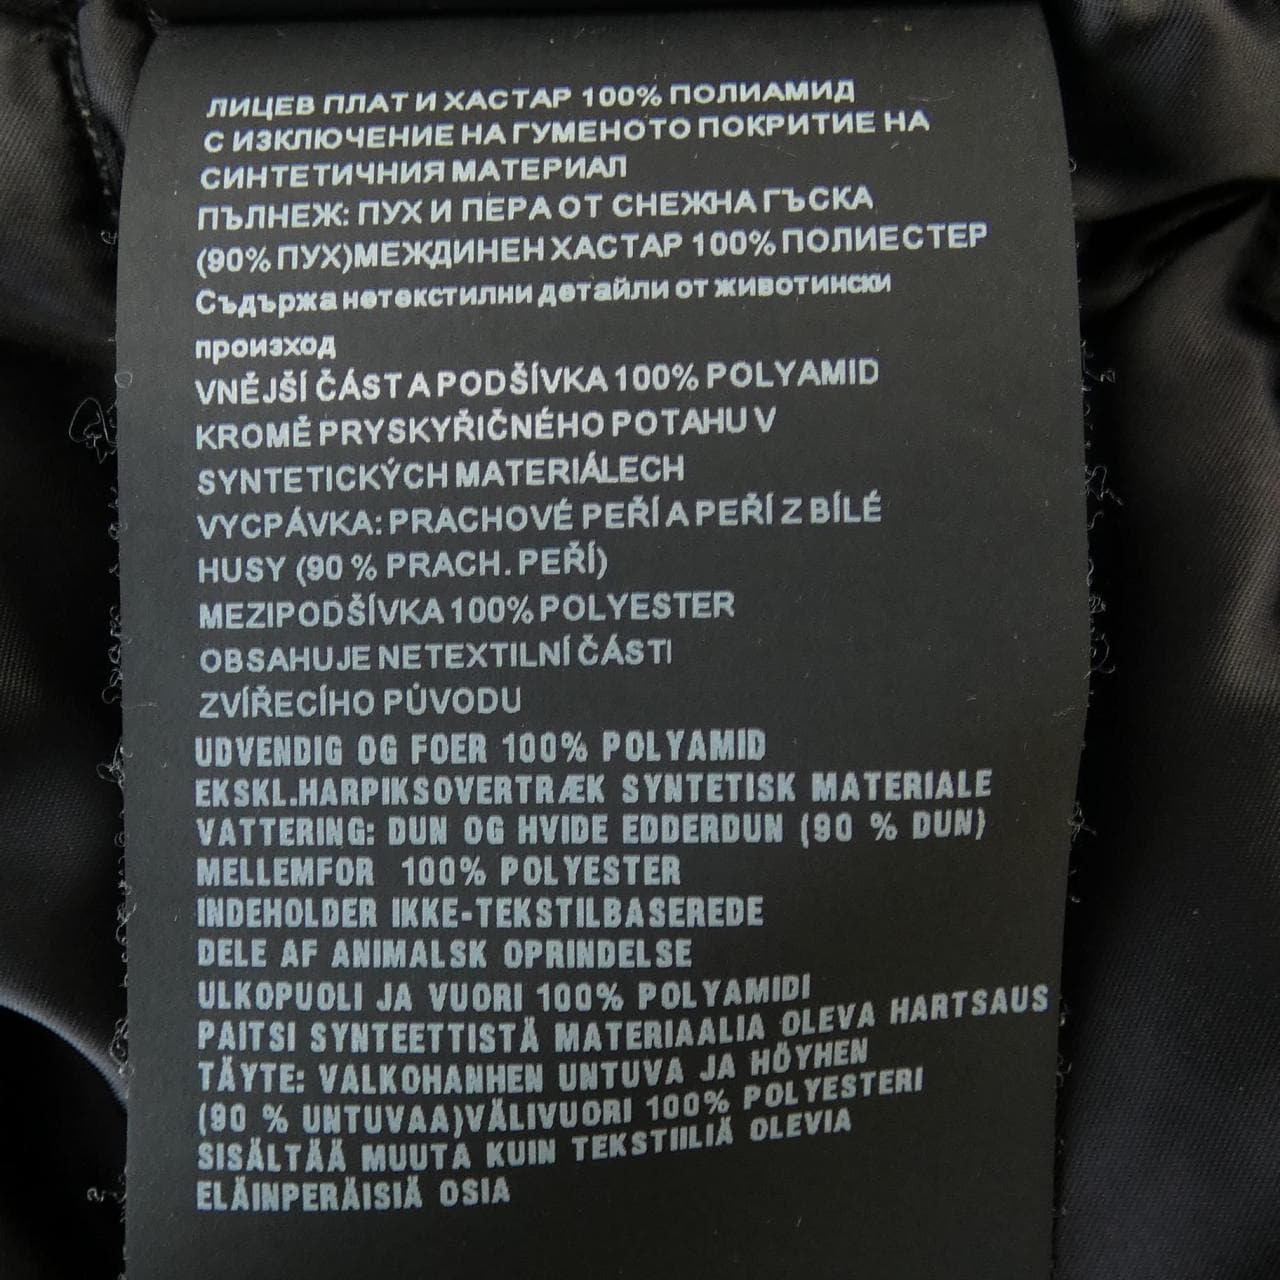 ЛИЦЕВ ПЛАТ И ХАСТАР 100% ПОЛИАМИД
С ИЗКЛЮЧЕНИЕ НА ГУМЕНОТО ПОКРИТИЕ НА
СИНТЕТИЧНИЯ МАТЕРИАЛ
ПЪЛНЕЖ: ПУХ И ПЕРА ОТ СНЕЖНА ГЪСКА
(90% ПУХ)МЕЖДИНЕН ХАСТАР 100% ПОЛИЕСТЕР
Съдържа нетекстилни детайли от животински
произход
VNĚJŠÍ ČÁST A PODŠÍVKA 100% POLYAMID
KROMĚ PRYSKYŘIČNÉHO POTAHU V
SYNTETICKÝCH MATERIÁLECH
VYCPÁVKA: PRACHOVÉ PEŘÍ A PEŘÍ Z BÍLÉ
HUSY (90 % PRACH. PEŘÍ)
MEZIPODŠÍVKA 100% POLYESTER
OBSAHUJE NETEXTILNÍ ČÁSTI
ZVÍŘECÍHO PŮVODU
UDVENDIG OG FOER 100% POLYAMID
EKSKL.HARPIKSOVERTRÆK SYNTETISK MATERIALE
VATTERING: DUN OG HVIDE EDDERDUN (90 % DUN)
MELLEMFOR 100% POLYESTER
INDEHOLDER IKKE-TEKSTILBASEREDE
DELE AF ANIMALSK OPRINDELSE
ULKOPUOLI JA VUORI 100% POLYAMIDI
PAITSI SYNTEETTISTÄ MATERIAALIA OLEVA HARTSAUS
TÄYTE: VALKOHANHEN UNTUVA JA HÖYHEN
(90 % UNTUVAA)VÄLIVUORI 100% POLYESTERI
SISÄLTÄÄ MUUTA KUIN TEKSTIILIÄ OLEVIA
ELÄINPERÄISIÄ OSIA